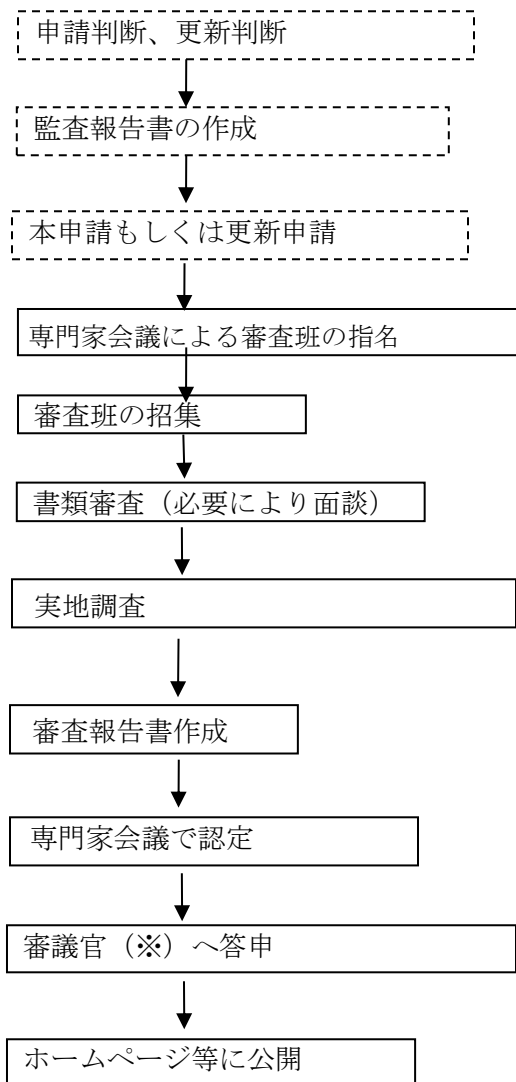 申請判断、更新判断
監査報告書の作成
本申請もしくは更新申請
専門家会議による審査班の指名
審査班の招集
書類審査（必要により面談）
実地調査
審査報告書作成
専門家会議で認定
審議官（※）へ答申
ホームページ等に公開